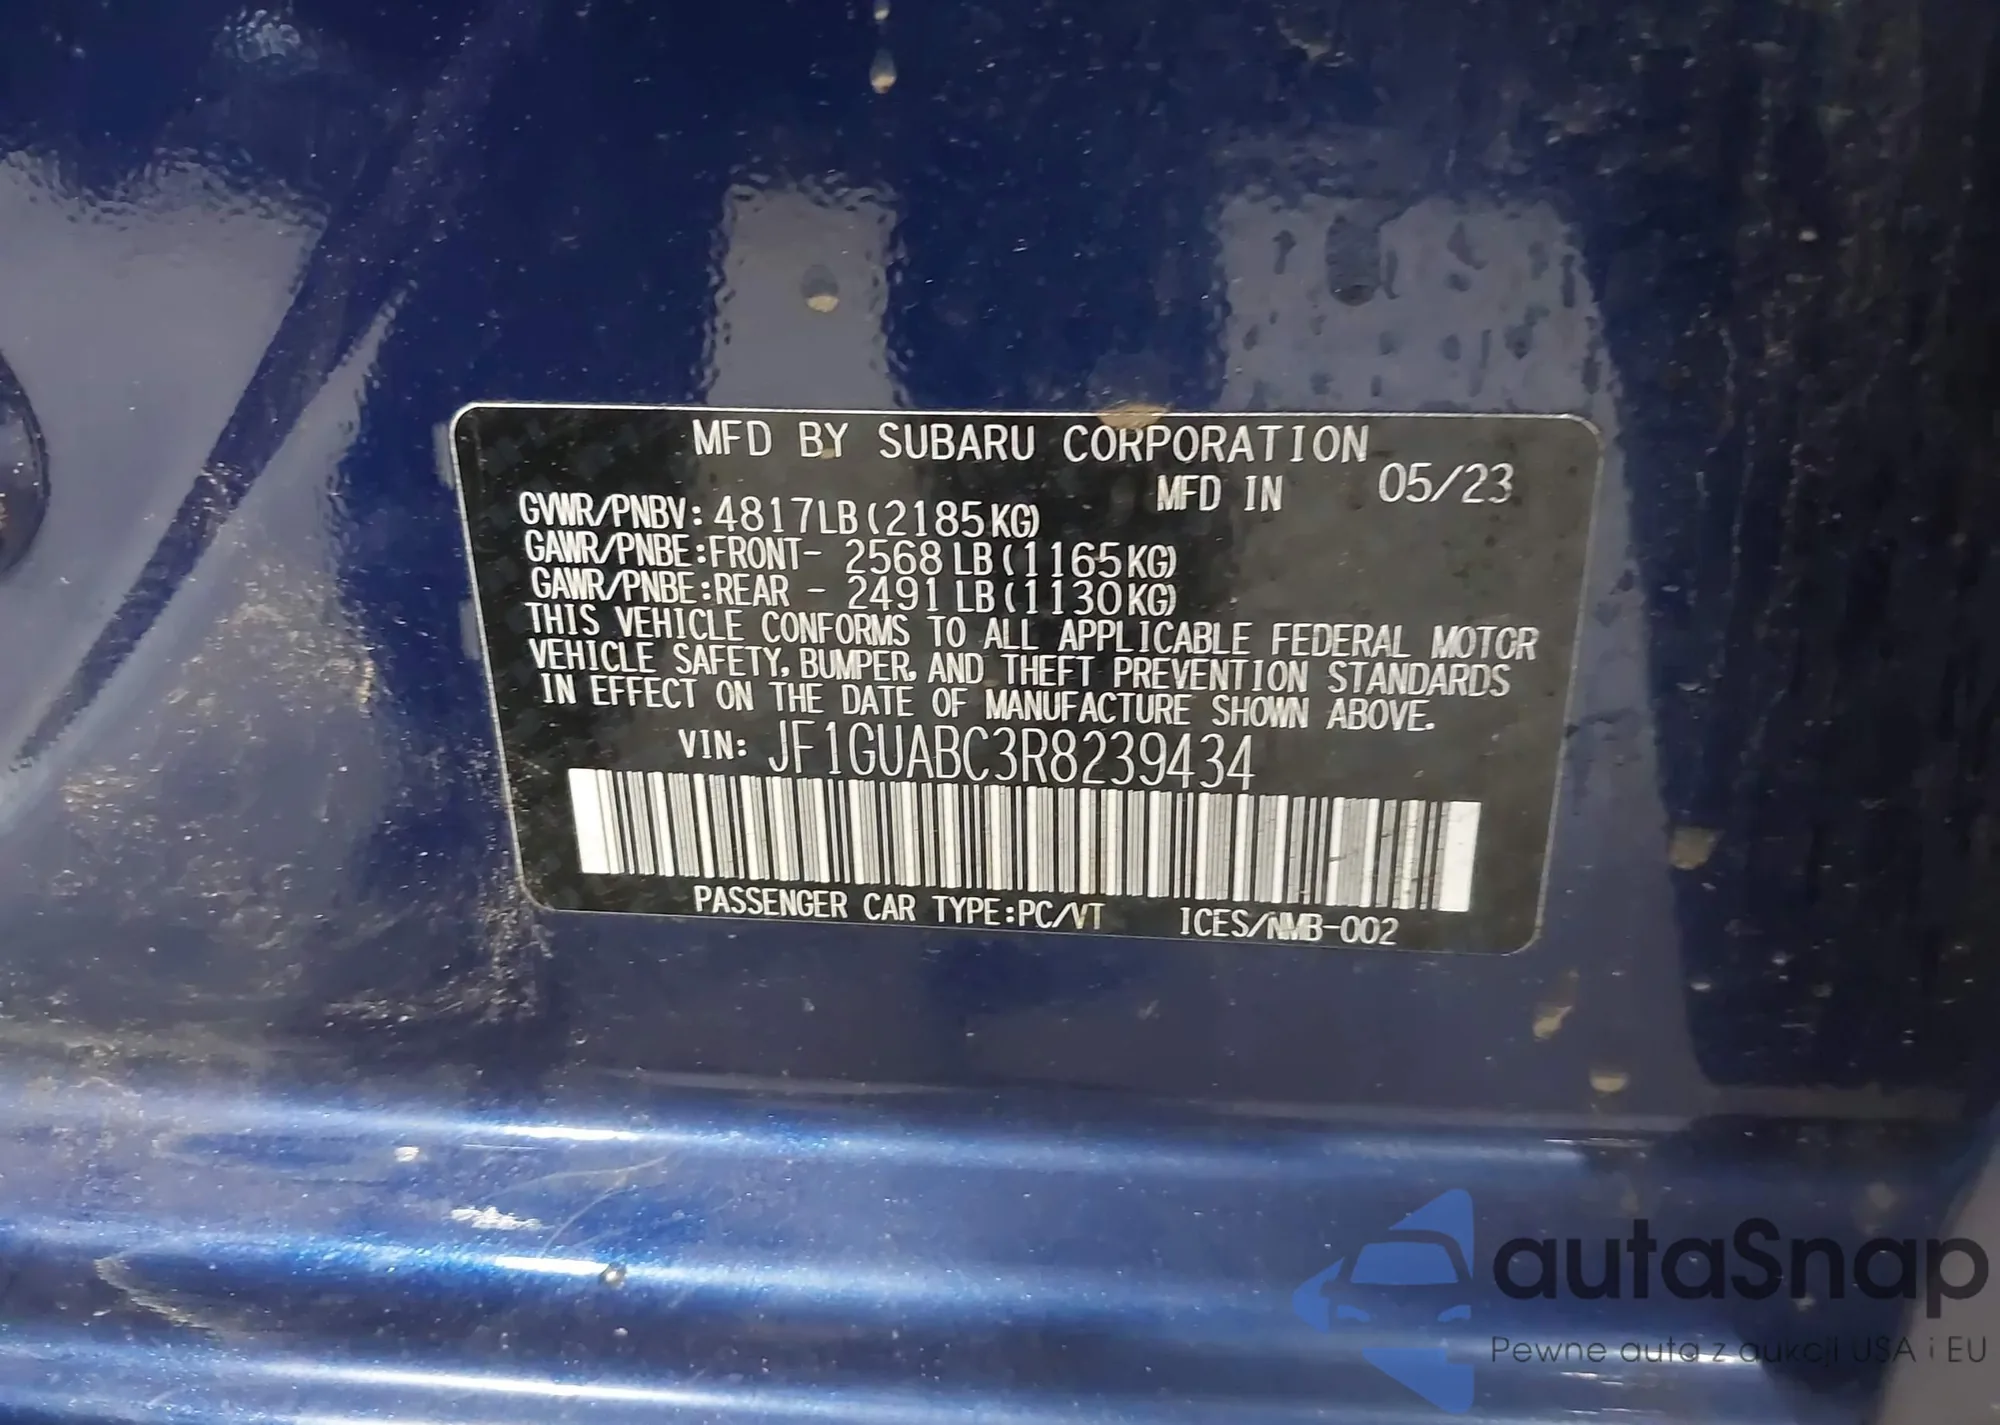 MFD BY SUBARU CORPORATION
MFD IN 05/23
GVWR/PNBV: 4817LB(2185KG)
GAWR/PNBE:FRONT- 2568LB(1165KG)
GAWR/PNBE:REAR - 2491LB(1130KG)
THIS VEHICLE CONFORMS TO ALL APPLICABLE FEDERAL MOTOR
VEHICLE SAFETY, BUMPER, AND THEFT PREVENTION STANDARDS
IN EFFECT ON THE DATE OF MANUFACTURE SHOWN ABOVE.
VIN: JF1GUABC3R8239434
PASSENGER CAR TYPE:PC/VT ICES/NMB-002
autaSnap
Pewne auta z aukcji USA i EU